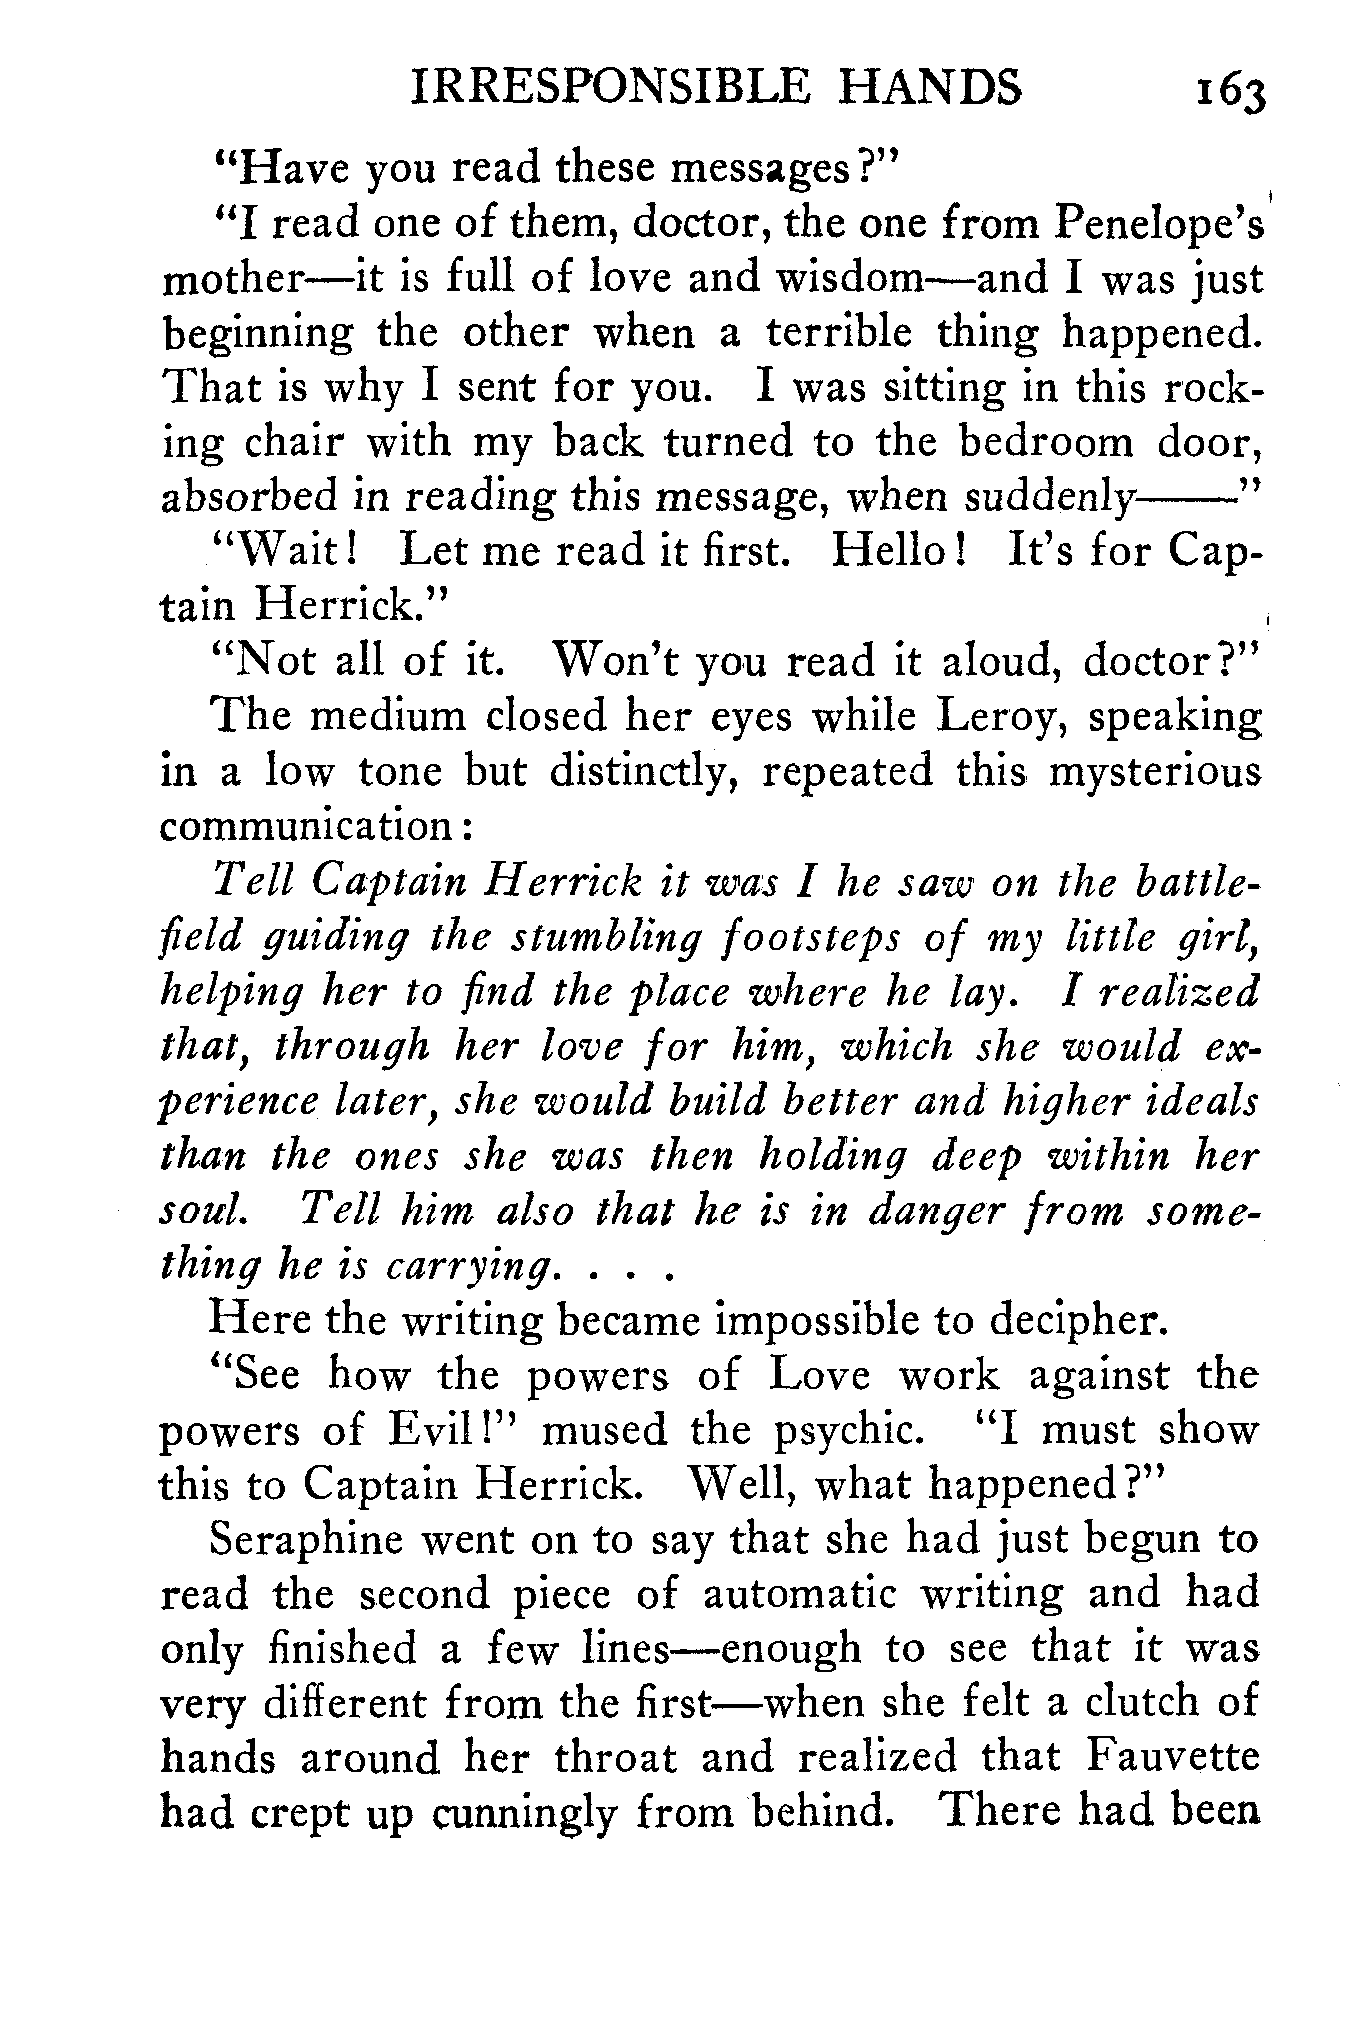 IRRESPONSIBLE HANDS 163
"Have you read these messages?"
"I read one of them, doctor, the one from Penelope's
mother—it is full of love and wisdom—and I was just
beginning the other when a terrible thing happened.
That is why I sent for you. I was sitting in this rock-
ing chair with my back turned to the bedroom door,
absorbed in reading this message, when suddenly——"
"Wait! Let me read it first. Hello! It's for Cap-
tain Herrick."
"Not all of it. Won't you read it aloud, doctor?"
The medium closed her eyes while Leroy, speaking
in a low tone but distinctly, repeated this mysterious
communication:
Tell Captain Herrick it was I he saw on the battle-
field guiding the stumbling footsteps of my little girl,
helping her to find the place where he lay. I realized
that, through her love for him, which she would ex-
perience later, she would build better and higher ideals
than the ones she was then holding deep within her
soul. Tell him also that he is in danger from some-
thing he is carrying. . . .
Here the writing became impossible to decipher.
"See how the powers of Love work against the
powers of Evil!" mused the psychic. "I must show
this to Captain Herrick. Well, what happened?"
Seraphine went on to say that she had just begun to
read the second piece of automatic writing and had
only finished a few lines—enough to see that it was
very different from the first—when she felt a clutch of
hands around her throat and realized that Fauvette
had crept up cunningly from behind. There had been